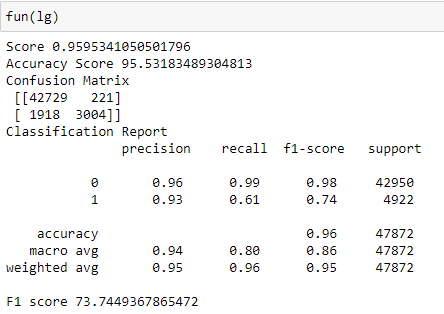 fun(lg)
Score 0.9595341050501796
Accuracy Score 95.53183489304813
Confusion Matrix
[[42729 221]
[ 1918 3004]]
Classification Report
precision recall f1-score support
0 0.96 0.99 0.98 42950
1 0.93 0.61 0.74 4922
accuracy 0.96 47872
macro avg 0.94 0.80 0.86 47872
weighted avg 0.95 0.96 0.95 47872
F1 score 73.7449367865472